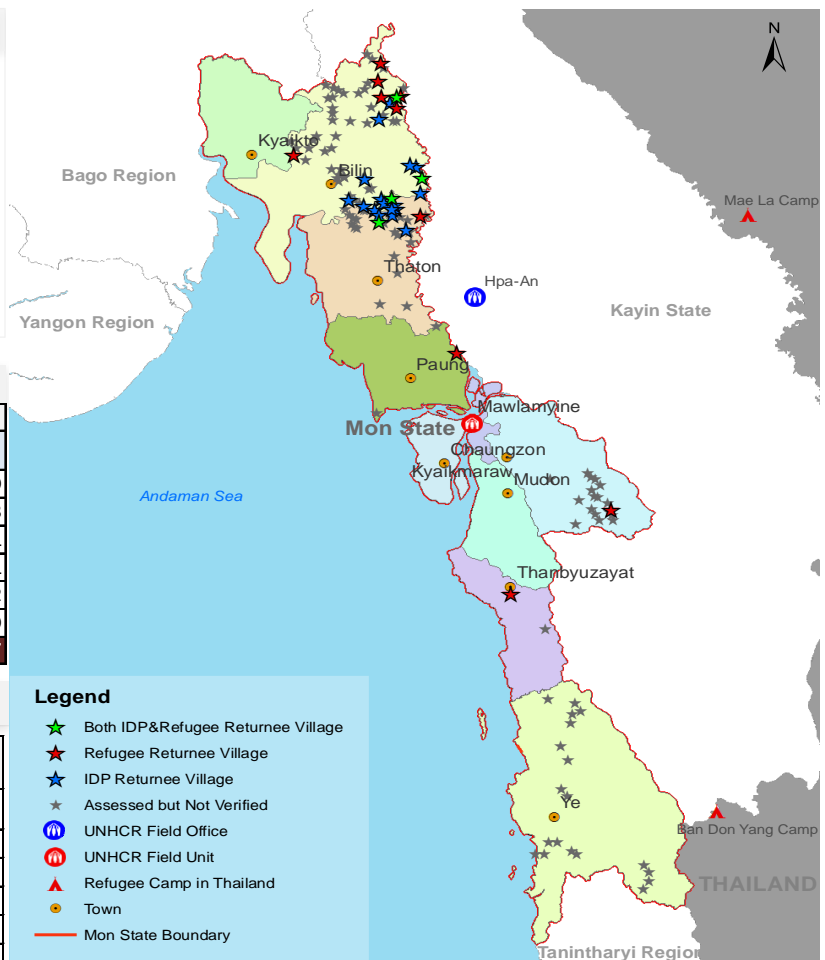 N
Kyaikto
Bilin
Bago Region
Mae La Camp
Thaton
Hpa-An
Kayin State
Yangon Region
Paung
Mawlamyine
Mon State
Chaungzon
Kyaikmaraw
Mudon
Andaman Sea
Thanbyuzayat
Legend
Both IDP&Refugee Returnee Village
Refugee Returnee Village
IDP Returnee Village
Assessed but Not Verified
UNHCR Field Office
UNHCR Field Unit
Refugee Camp in Thailand
Town
Mon State Boundary
Ye
Ban Don Yang Camp
THAILAND
Tanintharyi Region